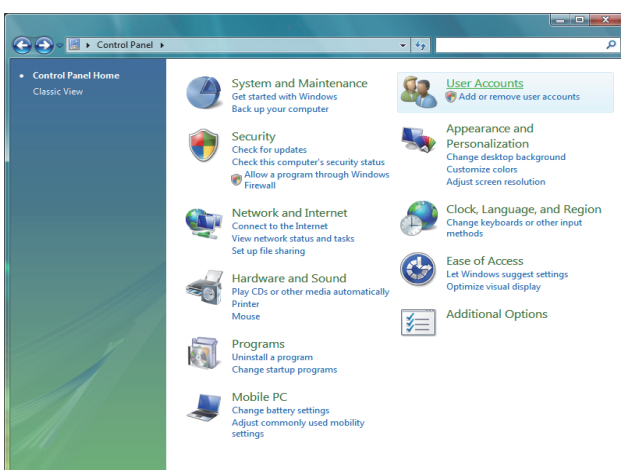 Control Panel
Control Panel Home
Classic View
System and Maintenance
Get started with Windows
Back up your computer
Security
Check for updates
Check this computer's security status
Allow a program through Windows
Firewall
Network and Internet
Connect to the Internet
View network status and tasks
Set up file sharing
Hardware and Sound
Play CDs or other media automatically
Printer
Mouse
Programs
Uninstall a program
Change startup programs
Mobile PC
Change battery settings
Adjust commonly used mobility
settings
User Accounts
Add or remove user accounts
Appearance and
Personalization
Change desktop background
Customize colors
Adjust screen resolution
Clock, Language, and Region
Change keyboards or other input
methods
Ease of Access
Let Windows suggest settings
Optimize visual display
Additional Options